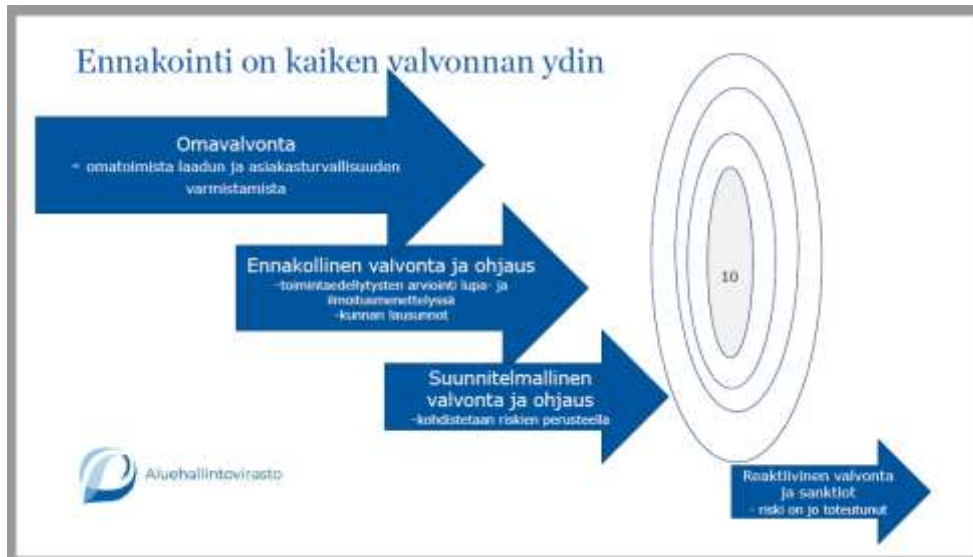 Ennakointi on kaiken valvonnan ydin
Omavalvonta
- omatoimista laadun ja asiakasturvallisuuden
varmistamista
Ennakollinen valvonta ja ohjaus
-toimintaedellytysten arviointi lupa- ja
ilmoitusmenettelyssä
-kunnan lausunnot
Suunnitelmallinen
valvonta ja ohjaus
-kohdistetaan riskien perusteella
10
Reaktiivinen valvonta
ja sanktiot
- riski on jo toteutunut
Aluehallintovirasto